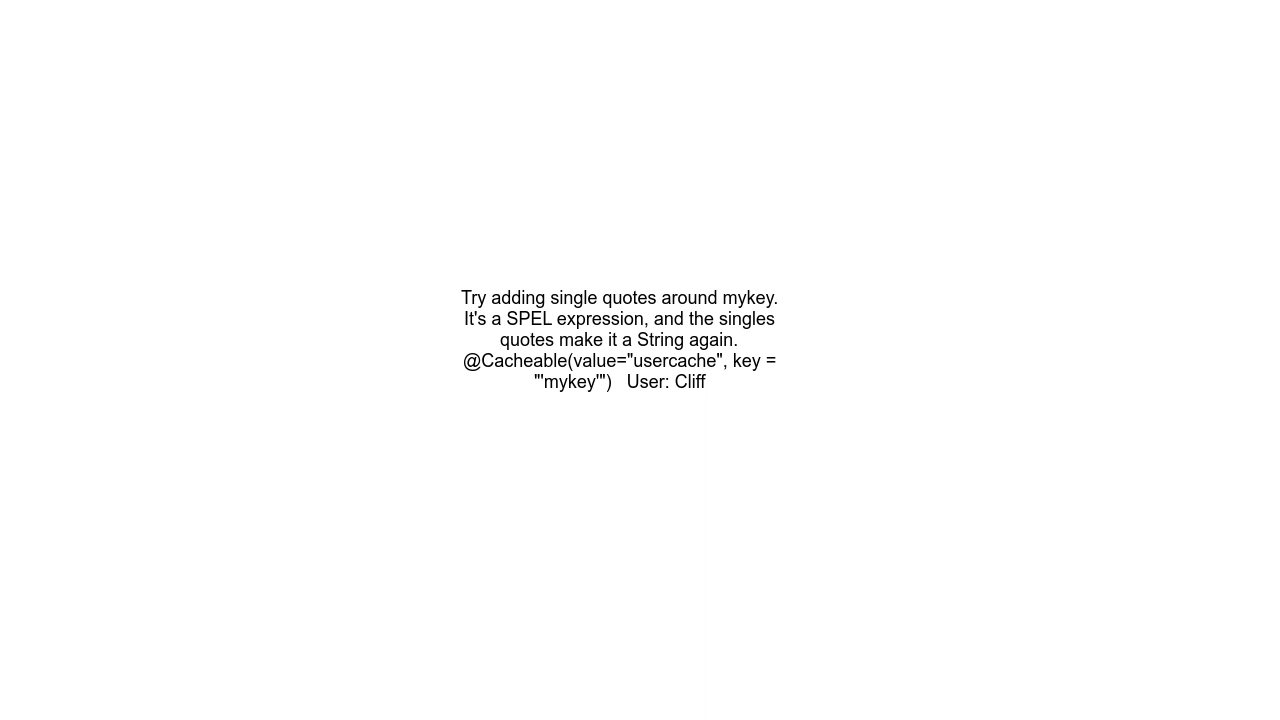 Try adding single quotes around mykey.
It's a SPEL expression, and the singles
quotes make it a String again.
@Cacheable(value="usercache", key =
"'mykey'")   User: Cliff